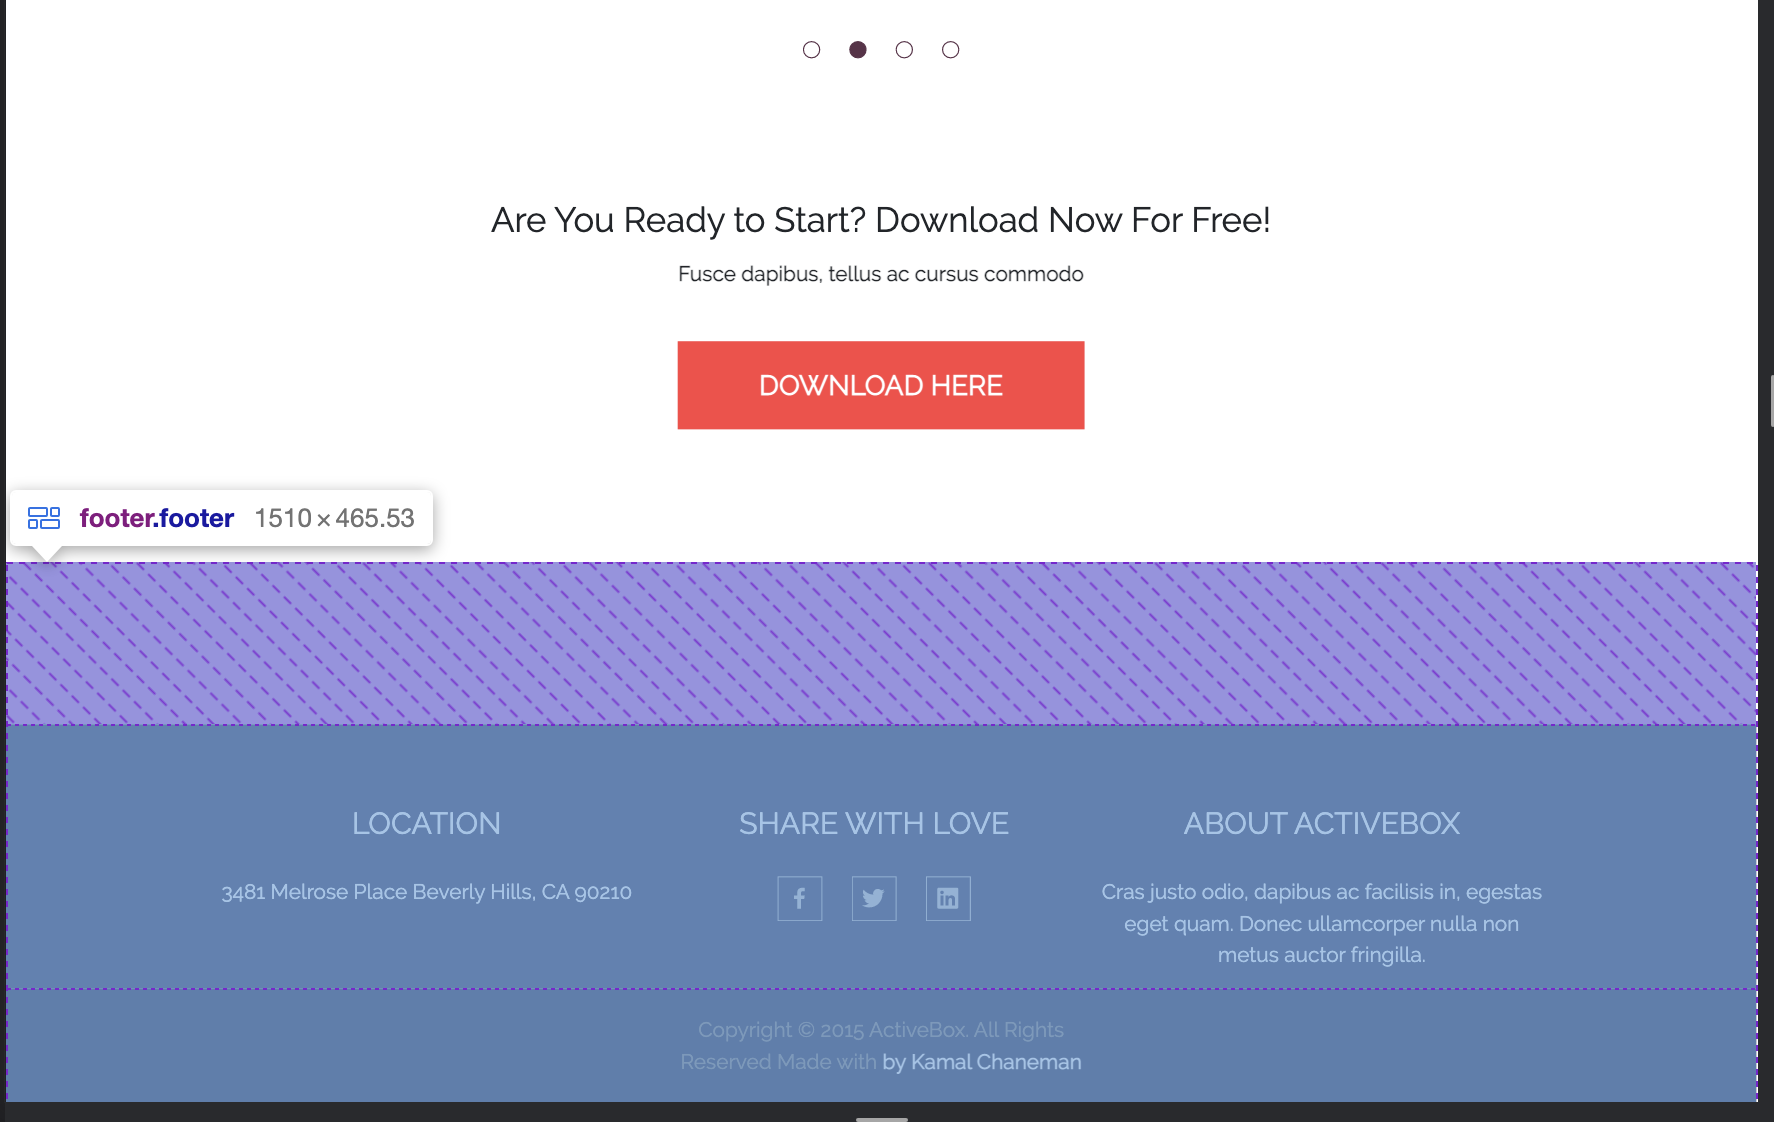 Are You Ready to Start? Download Now For Free!
Fusce dapibus, tellus ac cursus commodo
DOWNLOAD HERE
footer.footer 1510 × 465.53
LOCATION
3481 Melrose Place Beverly Hills, CA 90210
SHARE WITH LOVE
ABOUT ACTIVEBOX
Cras justo odio, dapibus ac facilisis in, egestas
eget quam. Donec ullamcorper nulla non
metus auctor fringilla.
Copyright © 2015 ActiveBox. All Rights
Reserved Made with by Kamal Chaneman